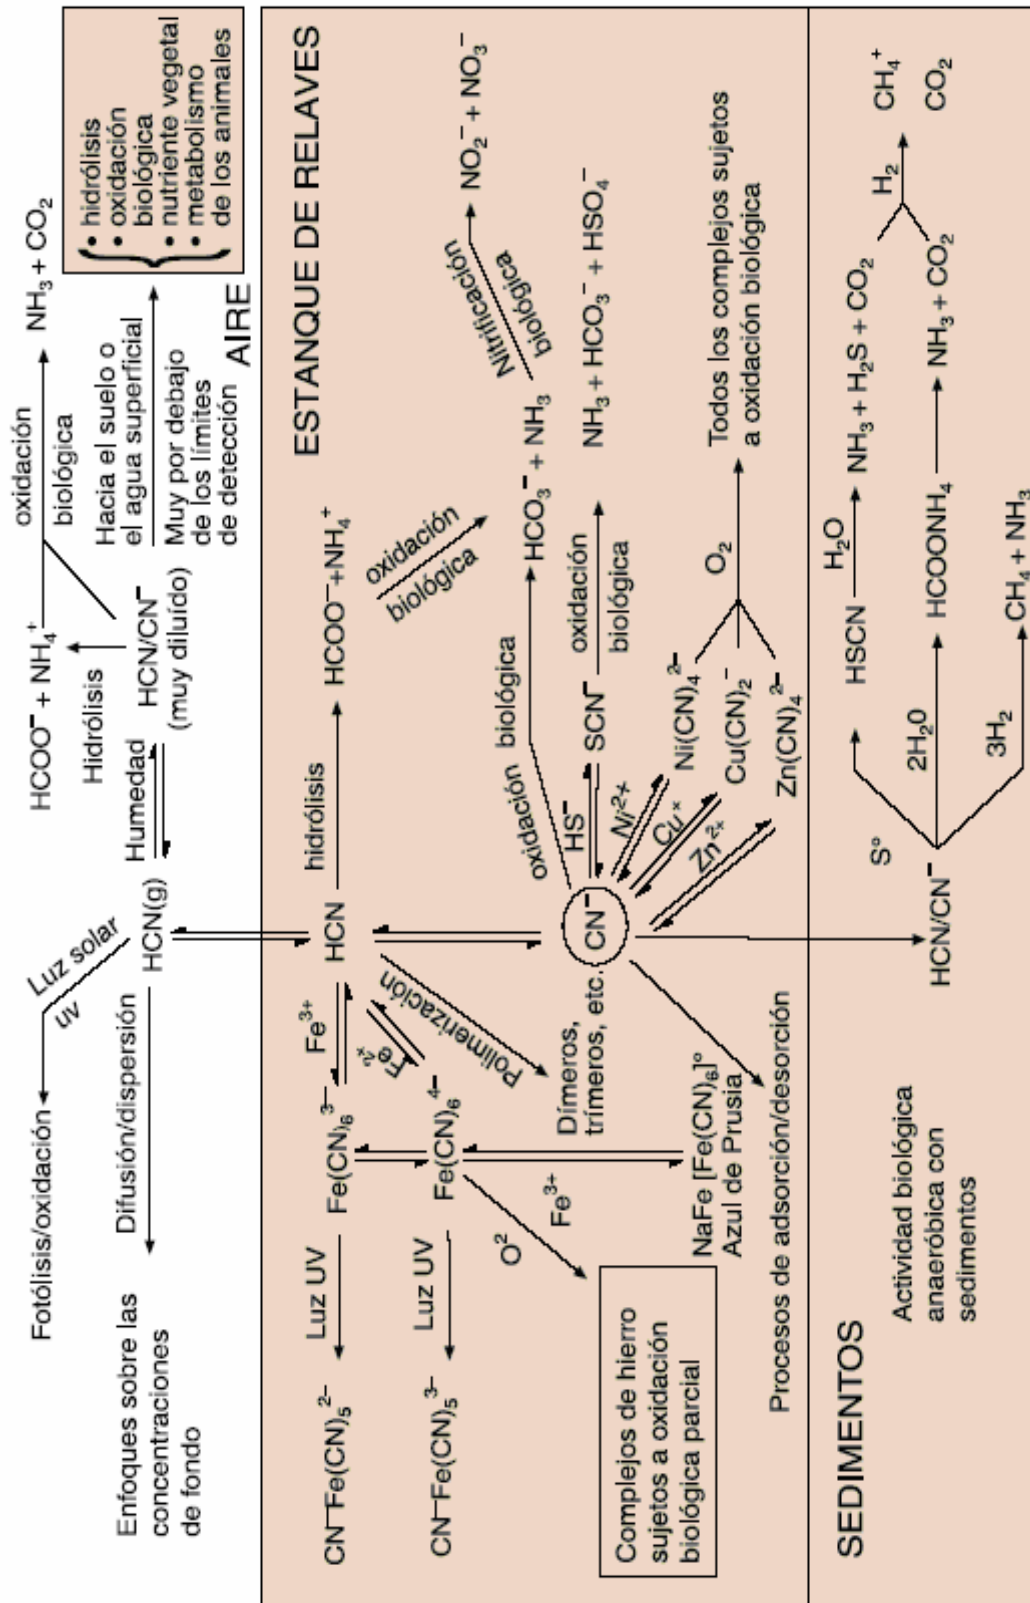 Fotólisis/oxidación
Luz solar
uv
HCOO⁻ + NH₄⁺
oxidación
biológica
NH₃ + CO₂
Enfoques sobre las
concentraciones
de fondo
Difusión/dispersión
HCN(g)
Humedad
Hidrólisis
HCN/CN⁻
(muy diluído)
Hacia el suelo o
el agua superficial
Muy por debajo
de los límites
de detección
• hidrólisis
• oxidación
biológica
• nutriente vegetal
• metabolismo
de los animales
AIRE
ESTANQUE DE RELAVES
CN⁻Fe(CN)₅²⁻
Luz UV
Fe(CN)₆³⁻
Fe³⁺
HCN
hidrólisis
HCOO⁻+NH₄⁺
CN⁻Fe(CN)₅³⁻
Luz UV
Fe(CN)₆⁴⁻
Fe²⁺
Polimerización
oxidación
biológica
Nitrificación
biológica
NO₂⁻ + NO₃⁻
O²
Fe³⁺
Dímeros,
trímeros, etc.
CN⁻
oxidación biológica
HCO₃⁻ + NH₃
HS⁻
SCN⁻
oxidación
biológica
NH₃ + HCO₃⁻ + HSO₄⁻
Complejos de hierro
sujetos a oxidación
biológica parcial
NaFe [Fe(CN)₆]°
Azul de Prusia
Ni²⁺
Ni(CN)₄²⁻
Cu⁺
Cu(CN)₂⁻
Zn²⁺
Zn(CN)₄²⁻
O₂
Todos los complejos sujetos
a oxidación biológica
Procesos de adsorción/desorción
SEDIMENTOS
Actividad biológica
anaeróbica con
sedimentos
HCN/CN⁻
S°
HSCN
H₂O
NH₃ + H₂S + CO₂
2H₂0
HCOONH₄
NH₃ + CO₂
3H₂
CH₄ + NH₃
H₂
CH₄⁺
CO₂